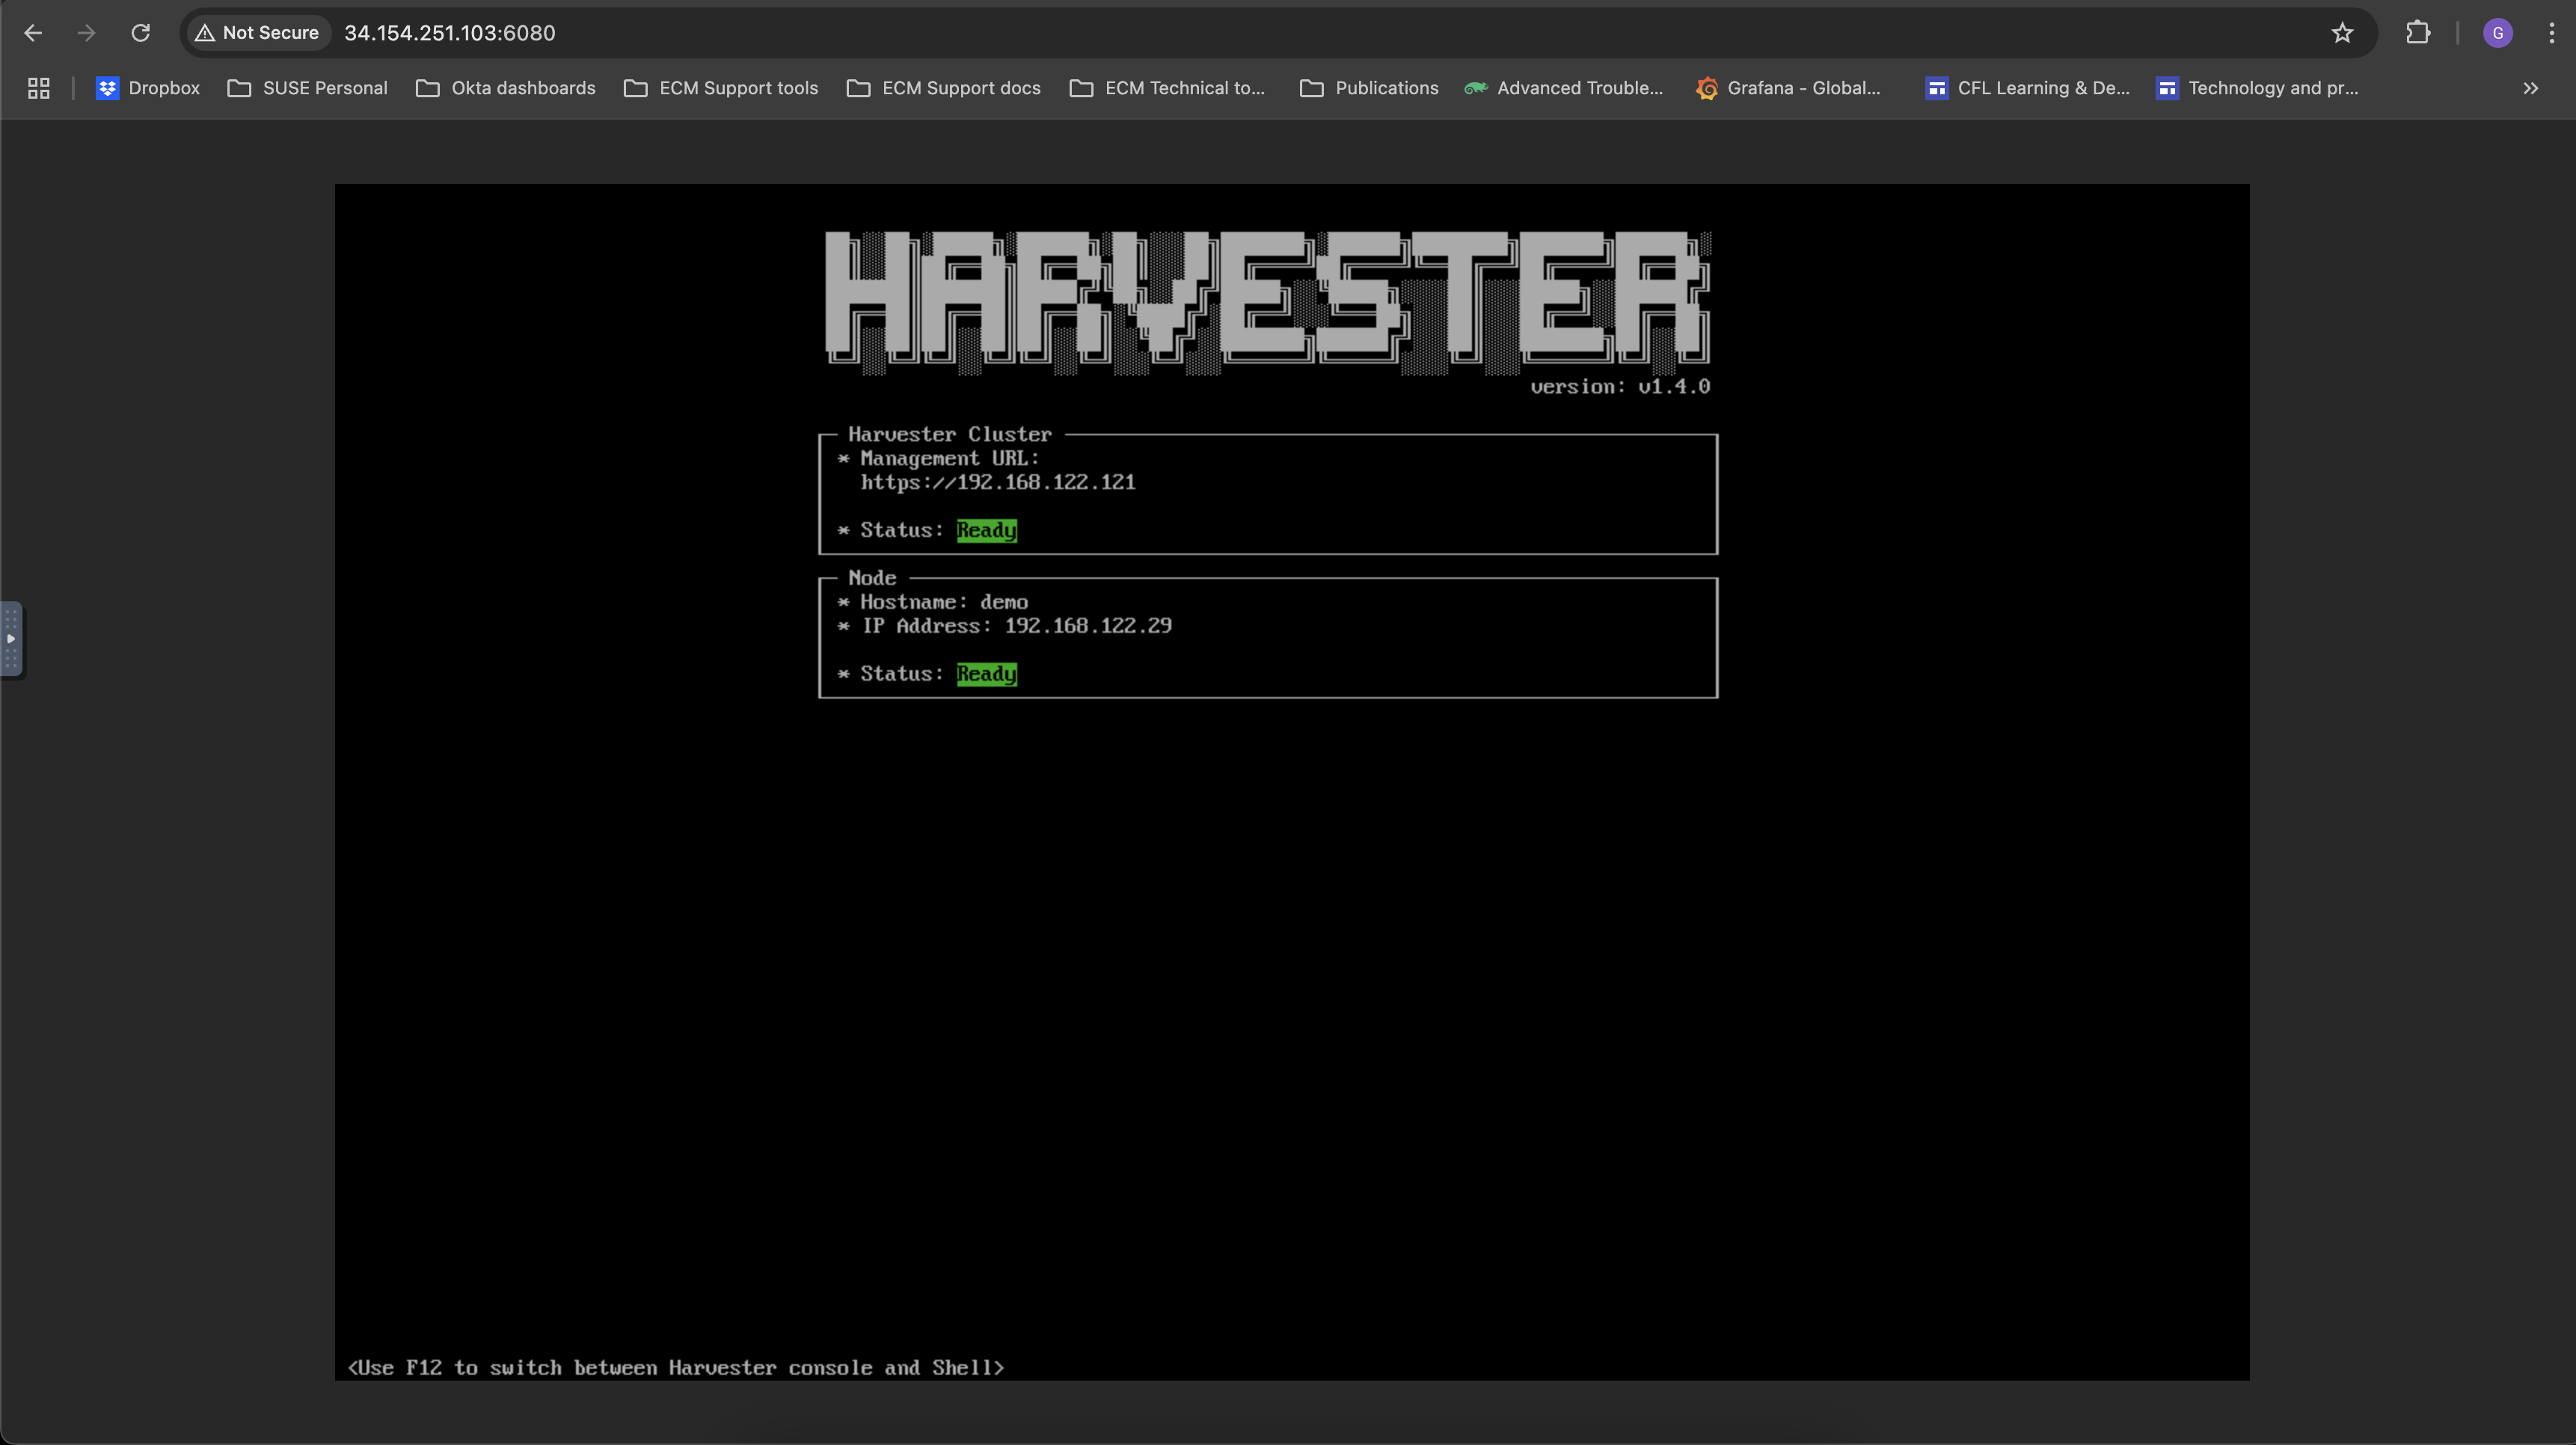 Not Secure 34.154.251.103:6080 G
Dropbox SUSE Personal Okta dashboards ECM Support tools ECM Support docs ECM Technical to... Publications Advanced Trouble... Grafana - Global... CFL Learning & De... Technology and pr...
HARVESTER
version: v1.4.0
Harvester Cluster
* Management URL:
https://192.168.122.121
* Status: Ready
Node
* Hostname: demo
* IP Address: 192.168.122.29
* Status: Ready
<Use F12 to switch between Harvester console and Shell>